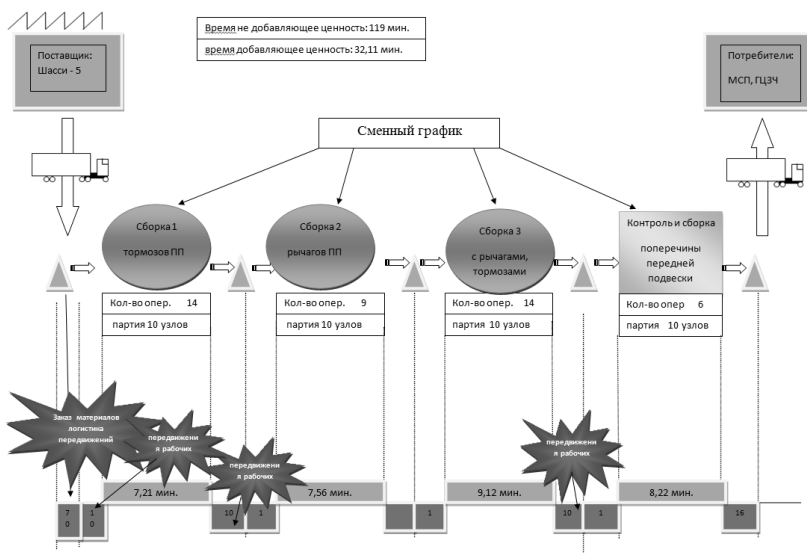 Время не добавляющее ценность: 119 мин.
время добавляющее ценность: 32,11 мин.
Поставщик:
Шасси - 5
Потребители:
МСП, ГЦЗЧ
Сменный график
Сборка 1
тормозов ПП
Сборка 2
рычагов ПП
Сборка 3
с рычагами,
тормозами
Контроль и сборка
поперечины
передней
подвески
Кол-во опер. 14
партия 10 узлов
Кол-во опер. 9
партия 10 узлов
Кол-во опер. 14
партия 10 узлов
Кол-во опер 6
партия 10 узлов
Заказ материалов
логистика
передвижений
передвижени
я рабочих
передвижени
я рабочих
передвижени
я рабочих
7,21 мин.
7,56 мин.
9,12 мин.
8,22 мин.
7
0
1
0
10
1
1
10
1
16